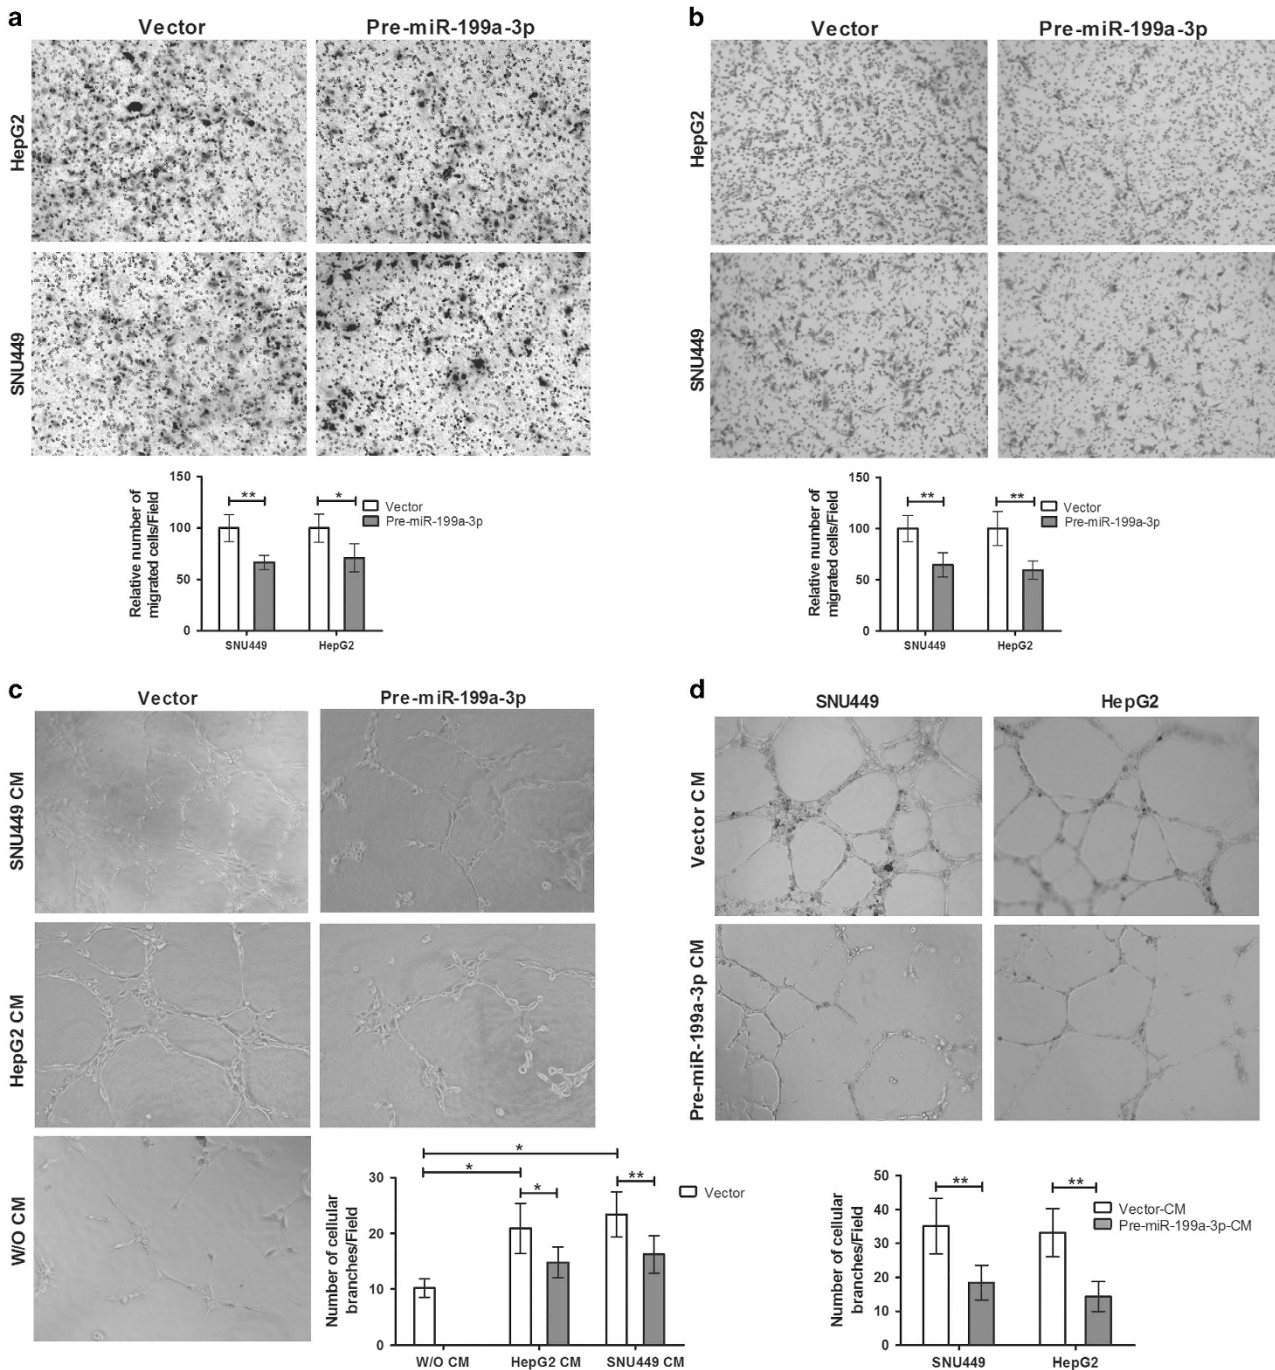 a
Vector
Pre-miR-199a-3p
HepG2
SNU449
150
100
50
0
Relative number of
migrated cells/Field
**
*
Vector
Pre-miR-199a-3p
SNU449
HepG2
b
Vector
Pre-miR-199a-3p
HepG2
SNU449
150
100
50
0
Relative number of
migrated cells/Field
**
**
Vector
Pre-miR-199a-3p
SNU449
HepG2
c
Vector
Pre-miR-199a-3p
SNU449 CM
HepG2 CM
W/O CM
30
20
10
0
Number of cellular
branches/Field
*
*
*
**
Vector
W/O CM
HepG2 CM
SNU449 CM
d
SNU449
HepG2
Vector CM
Pre-miR-199a-3p CM
50
40
30
20
10
0
Number of cellular
branches/Field
**
**
Vector-CM
Pre-miR-199a-3p-CM
SNU449
HepG2